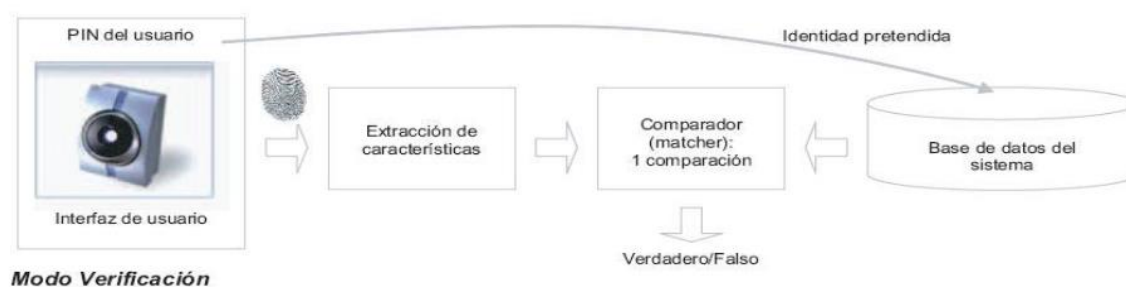 PIN del usuario
Identidad pretendida
Extracción de
características
Comparador
(matcher):
1 comparación
Base de datos del
sistema
Interfaz de usuario
Verdadero/Falso
Modo Verificación